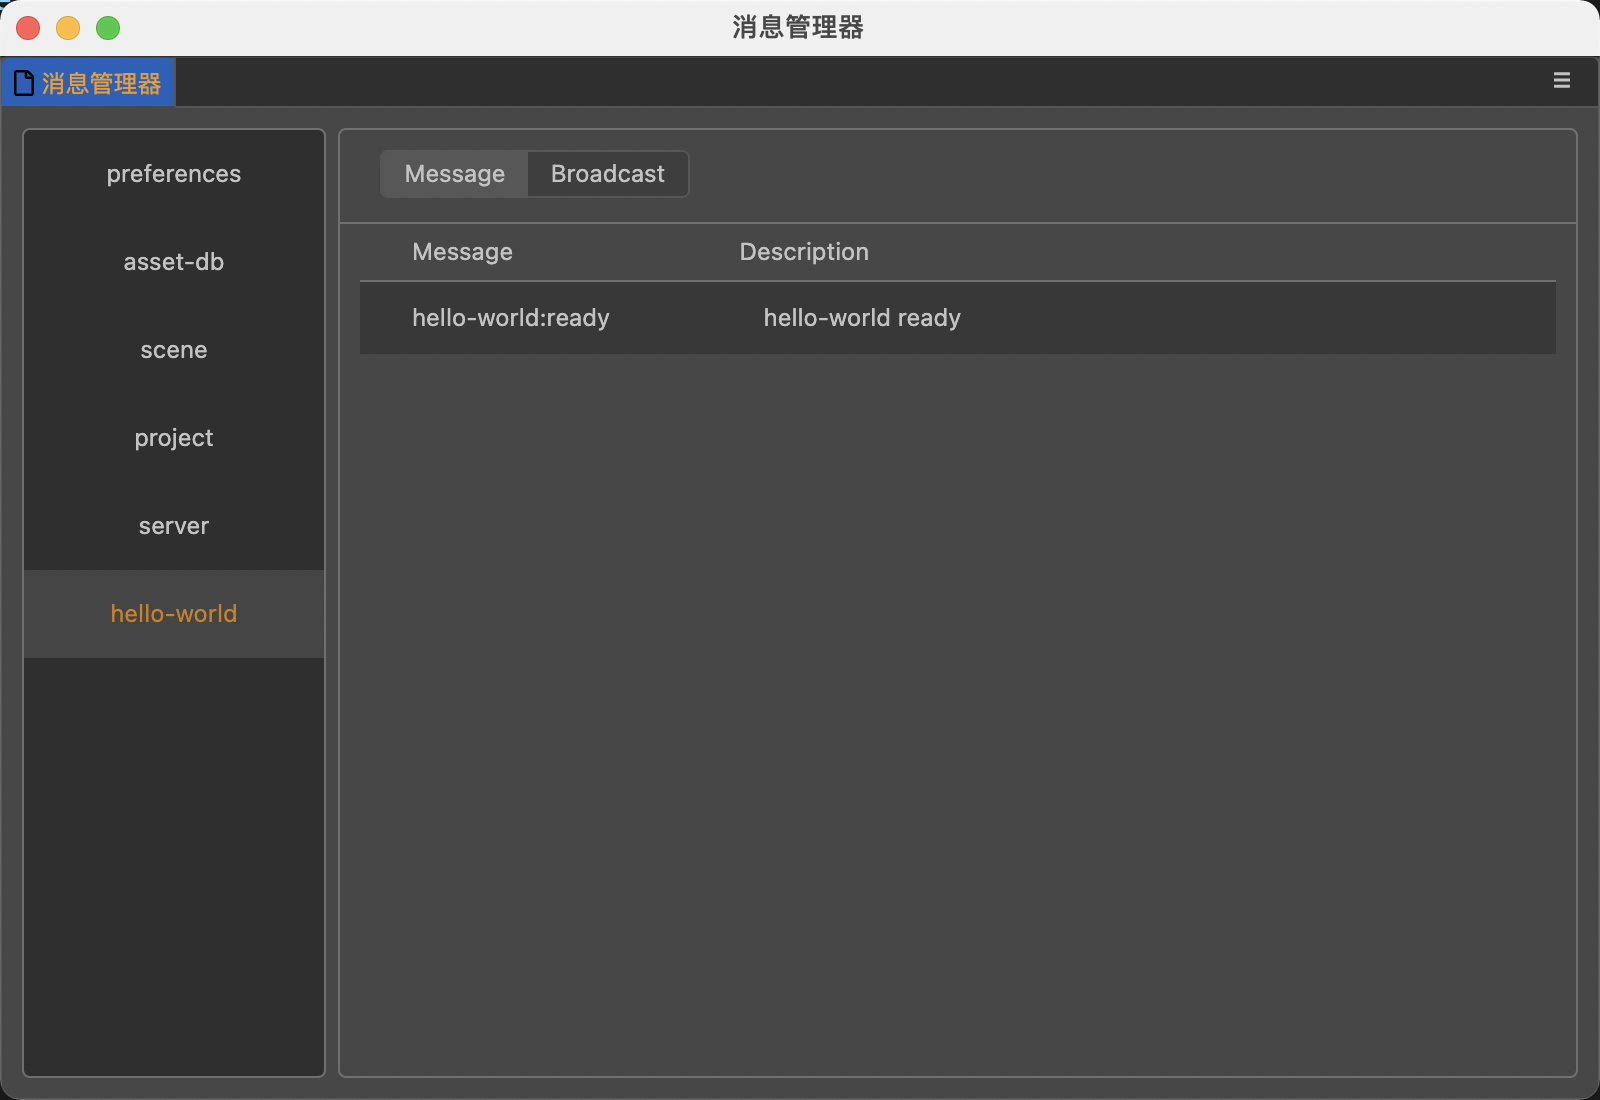 消息管理器
消息管理器
preferences
asset-db
scene
project
server
hello-world
Message Broadcast
Message Description
hello-world:ready hello-world ready